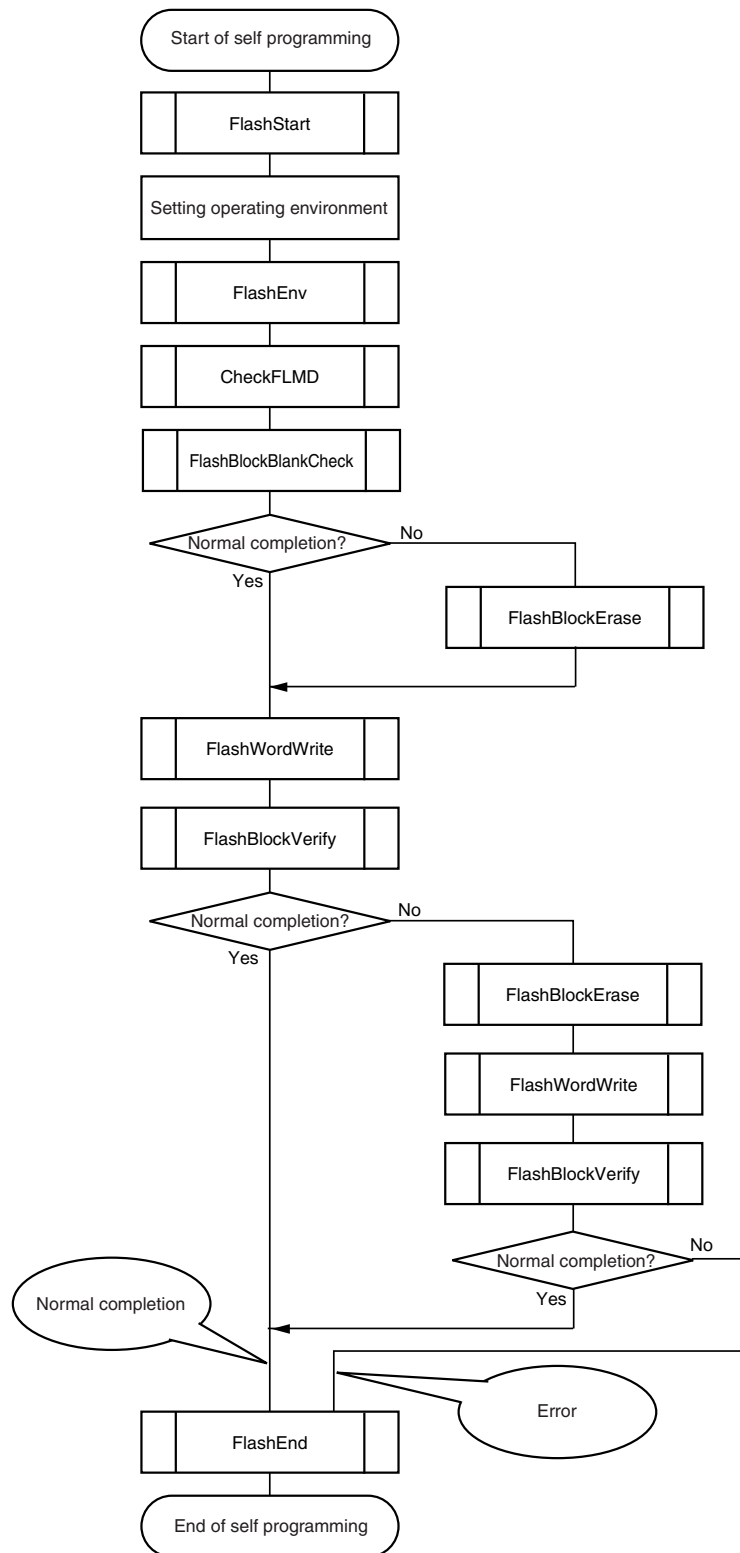 Start of self programming
FlashStart
Setting operating environment
FlashEnv
CheckFLMD
FlashBlockBlankCheck
Normal completion?
No
Yes
FlashBlockErase
FlashWordWrite
FlashBlockVerify
Normal completion?
No
Yes
FlashBlockErase
FlashWordWrite
FlashBlockVerify
Normal completion?
No
Yes
Normal completion
Error
FlashEnd
End of self programming